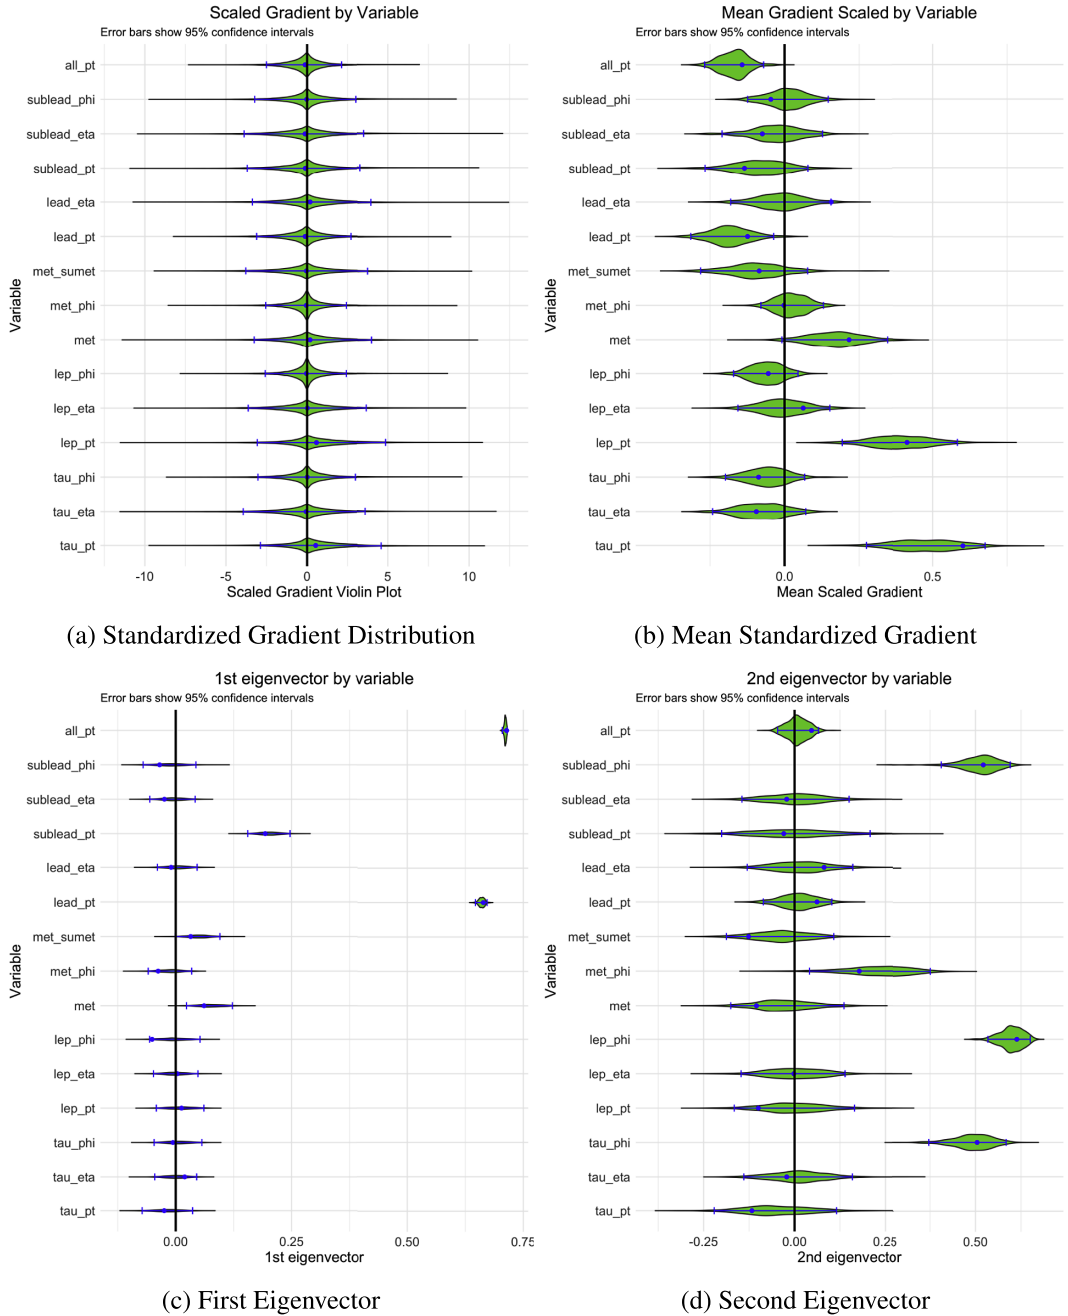 Scaled Gradient by Variable
Error bars show 95% confidence intervals
Variable
all_pt
sublead_phi
sublead_eta
sublead_pt
lead_eta
lead_pt
met_sumet
met_phi
met
lep_phi
lep_eta
lep_pt
tau_phi
tau_eta
tau_pt
-10 -5 0 5 10
Scaled Gradient Violin Plot
(a) Standardized Gradient Distribution
Mean Gradient Scaled by Variable
Error bars show 95% confidence intervals
Variable
all_pt
sublead_phi
sublead_eta
sublead_pt
lead_eta
lead_pt
met_sumet
met_phi
met
lep_phi
lep_eta
lep_pt
tau_phi
tau_eta
tau_pt
0.0 0.5
Mean Scaled Gradient
(b) Mean Standardized Gradient
1st eigenvector by variable
Error bars show 95% confidence intervals
Variable
all_pt
sublead_phi
sublead_eta
sublead_pt
lead_eta
lead_pt
met_sumet
met_phi
met
lep_phi
lep_eta
lep_pt
tau_phi
tau_eta
tau_pt
0.00 0.25 0.50 0.75
1st eigenvector
(c) First Eigenvector
2nd eigenvector by variable
Error bars show 95% confidence intervals
Variable
all_pt
sublead_phi
sublead_eta
sublead_pt
lead_eta
lead_pt
met_sumet
met_phi
met
lep_phi
lep_eta
lep_pt
tau_phi
tau_eta
tau_pt
-0.25 0.00 0.25 0.50
2nd eigenvector
(d) Second Eigenvector